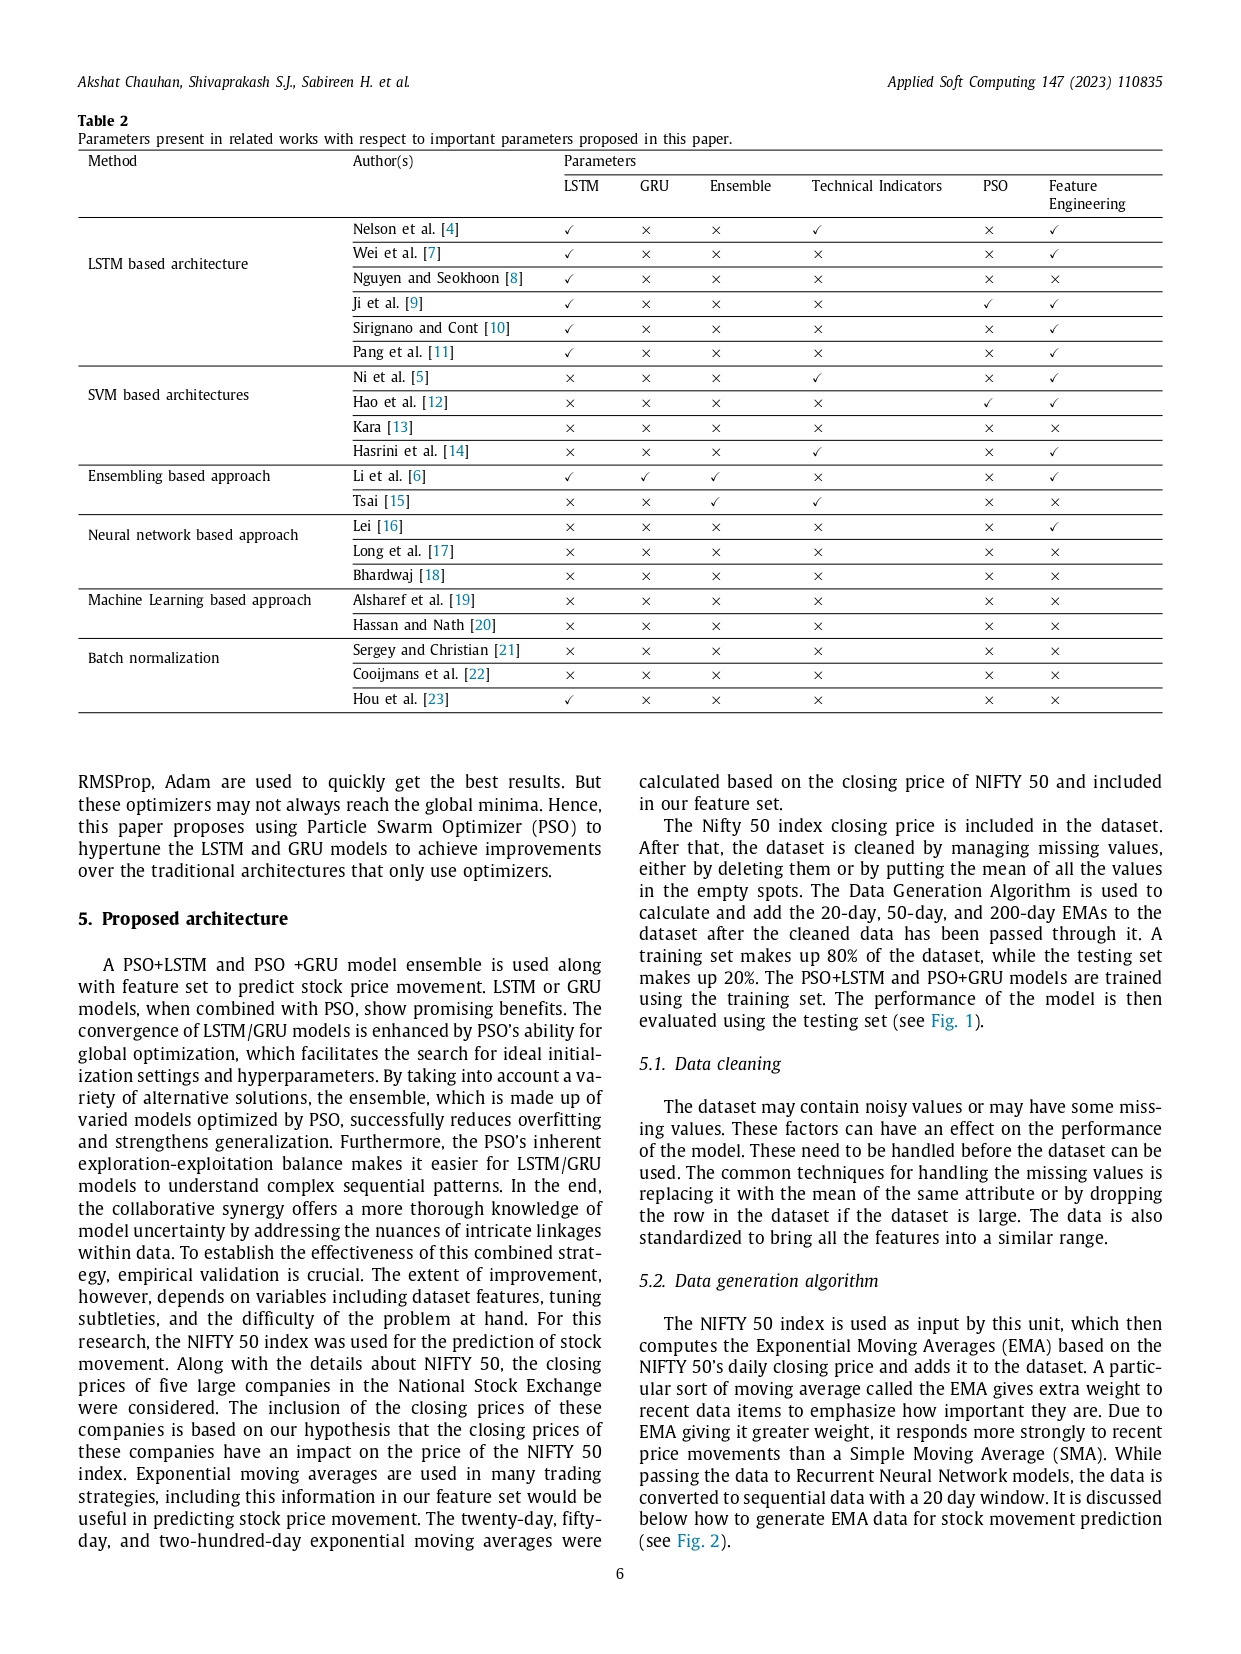 Akshat Chauhan, Shivaprakash S.J., Sabireen H. et al.
Applied Soft Computing 147 (2023) 110835
Table 2
Parameters present in related works with respect to important parameters proposed in this paper.
Method Author(s) Parameters
LSTM GRU Ensemble Technical Indicators PSO Feature
Engineering
LSTM based architecture
Nelson et al. [4] ✓ × × ✓ × ✓
Wei et al. [7] ✓ × × × × ✓
Nguyen and Seokhoon [8] ✓ × × × × ×
Ji et al. [9] ✓ × × × ✓ ✓
Sirignano and Cont [10] ✓ × × × × ✓
Pang et al. [11] ✓ × × × × ✓
SVM based architectures
Ni et al. [5] × × × ✓ × ✓
Hao et al. [12] × × × × ✓ ✓
Kara [13] × × × × × ×
Hasrini et al. [14] × × × ✓ × ✓
Ensembling based approach Li et al. [6] ✓ ✓ ✓ × × ✓
Tsai [15] × × ✓ ✓ × ×
Neural network based approach
Lei [16] × × × × × ✓
Long et al. [17] × × × × × ×
Bhardwaj [18] × × × × × ×
Machine Learning based approach Alsharef et al. [19] × × × × × ×
Hassan and Nath [20] × × × × × ×
Batch normalization
Sergey and Christian [21] × × × × × ×
Cooijmans et al. [22] × × × × × ×
Hou et al. [23] ✓ × × × × ×
RMSProp, Adam are used to quickly get the best results. But
these optimizers may not always reach the global minima. Hence,
this paper proposes using Particle Swarm Optimizer (PSO) to
hypertune the LSTM and GRU models to achieve improvements
over the traditional architectures that only use optimizers.
5. Proposed architecture
A PSO+LSTM and PSO +GRU model ensemble is used along
with feature set to predict stock price movement. LSTM or GRU
models, when combined with PSO, show promising benefits. The
convergence of LSTM/GRU models is enhanced by PSO's ability for
global optimization, which facilitates the search for ideal initial-
ization settings and hyperparameters. By taking into account a va-
riety of alternative solutions, the ensemble, which is made up of
varied models optimized by PSO, successfully reduces overfitting
and strengthens generalization. Furthermore, the PSO's inherent
exploration-exploitation balance makes it easier for LSTM/GRU
models to understand complex sequential patterns. In the end,
the collaborative synergy offers a more thorough knowledge of
model uncertainty by addressing the nuances of intricate linkages
within data. To establish the effectiveness of this combined strat-
egy, empirical validation is crucial. The extent of improvement,
however, depends on variables including dataset features, tuning
subtleties, and the difficulty of the problem at hand. For this
research, the NIFTY 50 index was used for the prediction of stock
movement. Along with the details about NIFTY 50, the closing
prices of five large companies in the National Stock Exchange
were considered. The inclusion of the closing prices of these
companies is based on our hypothesis that the closing prices of
these companies have an impact on the price of the NIFTY 50
index. Exponential moving averages are used in many trading
strategies, including this information in our feature set would be
useful in predicting stock price movement. The twenty-day, fifty-
day, and two-hundred-day exponential moving averages were
calculated based on the closing price of NIFTY 50 and included
in our feature set.
The Nifty 50 index closing price is included in the dataset.
After that, the dataset is cleaned by managing missing values,
either by deleting them or by putting the mean of all the values
in the empty spots. The Data Generation Algorithm is used to
calculate and add the 20-day, 50-day, and 200-day EMAs to the
dataset after the cleaned data has been passed through it. A
training set makes up 80% of the dataset, while the testing set
makes up 20%. The PSO+LSTM and PSO+GRU models are trained
using the training set. The performance of the model is then
evaluated using the testing set (see Fig. 1).
5.1. Data cleaning
The dataset may contain noisy values or may have some miss-
ing values. These factors can have an effect on the performance
of the model. These need to be handled before the dataset can be
used. The common techniques for handling the missing values is
replacing it with the mean of the same attribute or by dropping
the row in the dataset if the dataset is large. The data is also
standardized to bring all the features into a similar range.
5.2. Data generation algorithm
The NIFTY 50 index is used as input by this unit, which then
computes the Exponential Moving Averages (EMA) based on the
NIFTY 50's daily closing price and adds it to the dataset. A partic-
ular sort of moving average called the EMA gives extra weight to
recent data items to emphasize how important they are. Due to
EMA giving it greater weight, it responds more strongly to recent
price movements than a Simple Moving Average (SMA). While
passing the data to Recurrent Neural Network models, the data is
converted to sequential data with a 20 day window. It is discussed
below how to generate EMA data for stock movement prediction
(see Fig. 2).
6